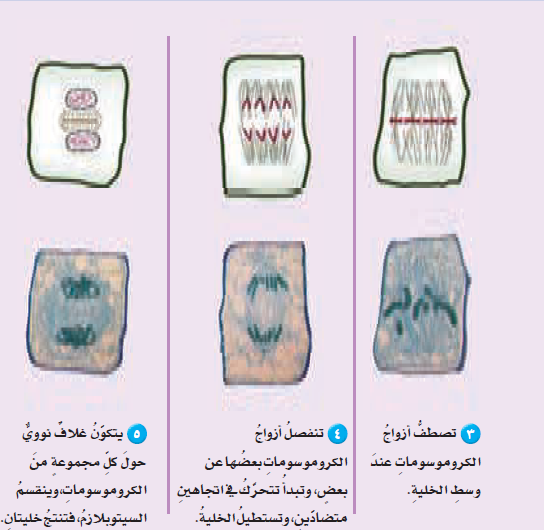 ٣ تصطفُّ أزواجُ
الكروموسوماتِ عندَ
وسطِ الخليةِ.
٤ تنفصلُ أزواجُ
الكروموسوماتِ بعضُها عن
بعضٍ، وتبدأُ تتحرّكُ في اتجاهينِ
متضادّينِ، وتستطيلُ الخليةُ.
٥ يتكوّنُ غلافٌ نوويٌّ
حولَ كلِّ مجموعةٍ منَ
الكروموسوماتِ، وينقسمُ
السيتوبلازمُ، فتنتجُ خليتانِ.